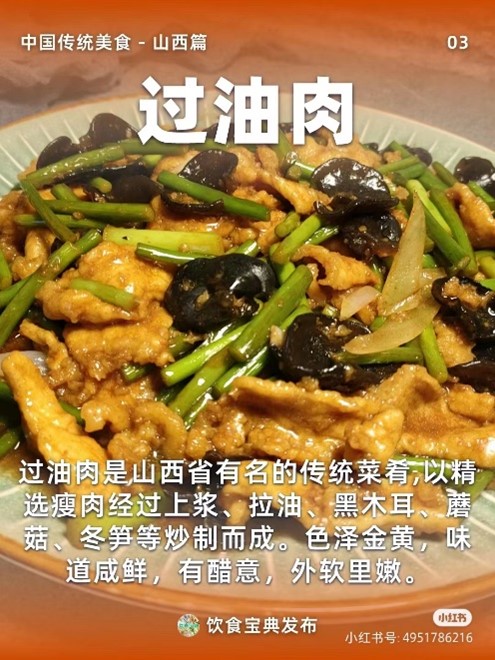 中国传统美食 - 山西篇
03
过油肉
过油肉是山西省有名的传统菜肴,以精
选瘦肉经过上浆、拉油、黑木耳、蘑
菇、冬笋等炒制而成。色泽金黄，味
道咸鲜，有醋意，外软里嫩。
饮食宝典发布
小红书
小红书号: 4951786216